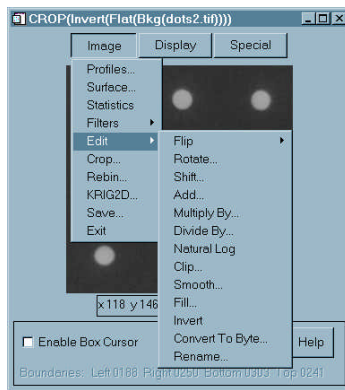 CROP(Invert(Flat(Bkg(dots2.tif))))
Image Display Special
Profiles...
Surface...
Statistics
Filters
Edit
Crop...
Rebin...
KRIG2D...
Save...
Exit
Flip
Rotate...
Shift...
Add...
Multiply By...
Divide By...
Natural Log
Clip...
Smooth...
Fill...
Invert
Convert To Byte...
Rename...
x 118 y 146
Enable Box Cursor
Help
Boundaries: Left 0188 Right 0250 Bottom 0303 Top 0241